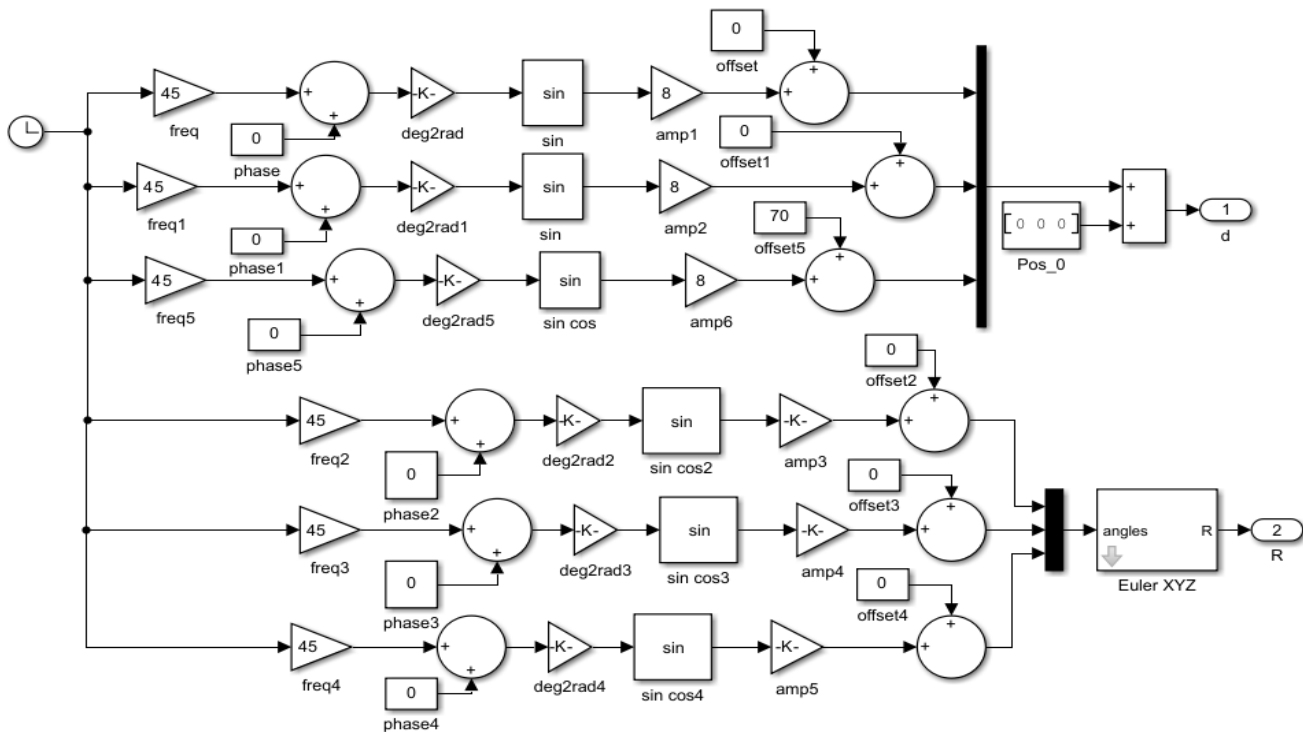 0
offset
45
freq
+
+
0
phase
-K-
deg2rad
sin
sin
8
amp1
+
+
0
offset1
45
freq1
+
+
0
phase1
-K-
deg2rad1
sin
sin
8
amp2
+
+
70
offset5
45
freq5
+
+
0
phase5
-K-
deg2rad5
sin
sin cos
8
amp6
+
+
[0 0 0]
Pos_0
+
+
1
d
0
offset2
45
freq2
+
+
0
phase2
-K-
deg2rad2
sin
sin cos2
-K-
amp3
+
+
0
offset3
45
freq3
+
+
0
phase3
-K-
deg2rad3
sin
sin cos3
-K-
amp4
+
+
angles
R
Euler XYZ
2
R
0
offset4
45
freq4
+
+
0
phase4
-K-
deg2rad4
sin
sin cos4
-K-
amp5
+
+